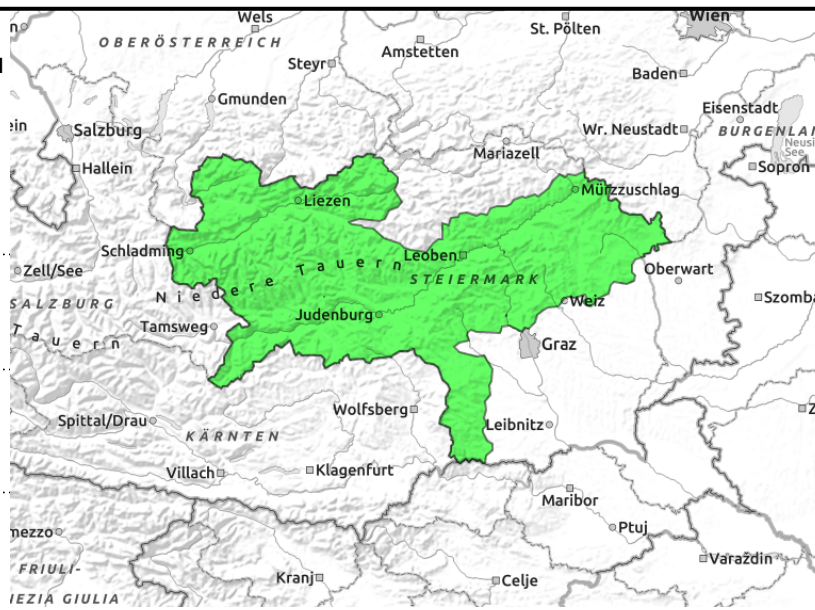 Wels
Wien
St. Pölten
OBERÖSTERREICH
Amstetten
Steyr
Baden
Gmunden
Eisenstadt
Salzburg
Wr. Neustadt
Mariazell
Hallein
Sopron
Mürzzuschlag
Liezen
Schladming
Leoben
Zell/See
Niedere Tauern
STEIERMARK
Oberwart
SALZBURG
Weiz
Judenburg
Tamsweg
Tauern
Graz
Wolfsberg
Spittal/Drau
Leibnitz
KÄRNTEN
Villach
Klagenfurt
Maribor
Ptuj
Varaždin
FRIULI-
Kranj
Celje